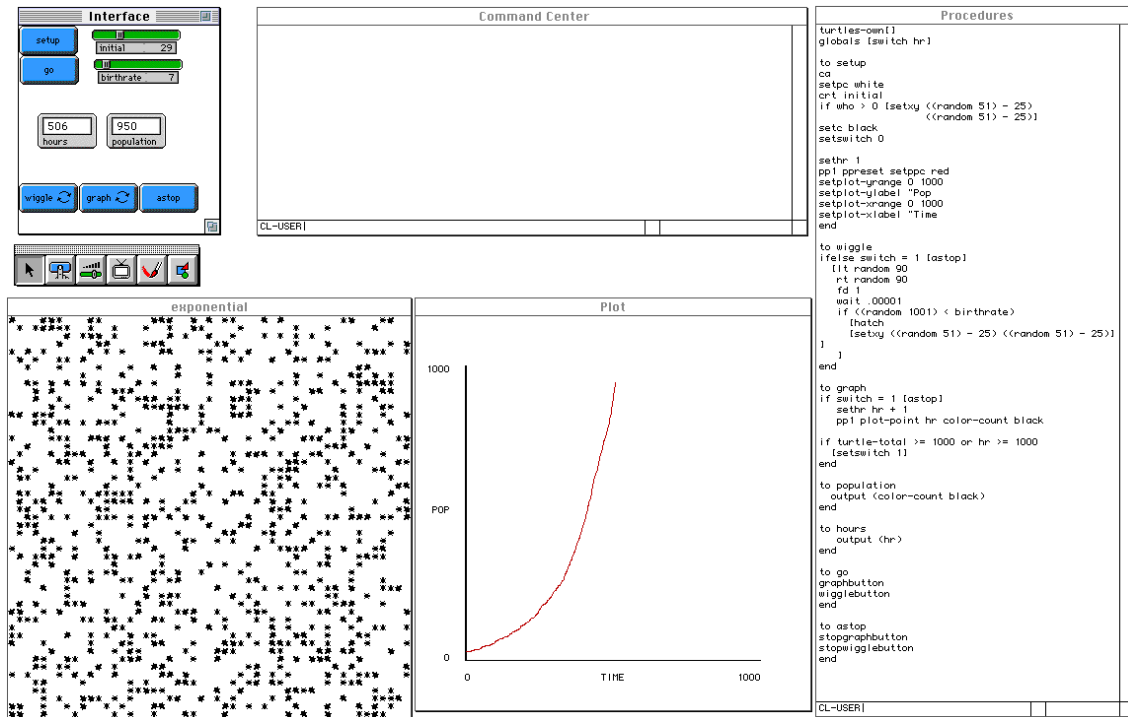 Interface
setup
initial 29
go
birthrate 7
506
hours
950
population
wiggle
graph
astop
Command Center
CL-USER|
exponential
Plot
1000
POP
0
0
TIME
1000
Procedures
turtles-own[]
globals [switch hr]
to setup
ca
setpc white
crt initial
if who > 0 [setxy ((random 51) - 25)
((random 51) - 25)]
setc black
setswitch 0
sethr 1
pp1 ppreset setppc red
setplot-yrange 0 1000
setplot-ylabel "Pop
setplot-xrange 0 1000
setplot-xlabel "Time
end
to wiggle
ifelse switch = 1 [astop]
[lt random 90
rt random 90
fd 1
wait .00001
if ((random 1001) < birthrate)
[hatch
[setxy ((random 51) - 25) ((random 51) - 25)]
]
]
end
to graph
if switch = 1 [astop]
sethr hr + 1
pp1 plot-point hr color-count black
if turtle-total >= 1000 or hr >= 1000
[setswitch 1]
end
to population
output (color-count black)
end
to hours
output (hr)
end
to go
graphbutton
wigglebutton
end
to astop
stopgraphbutton
stopwigglebutton
end
CL-USER|